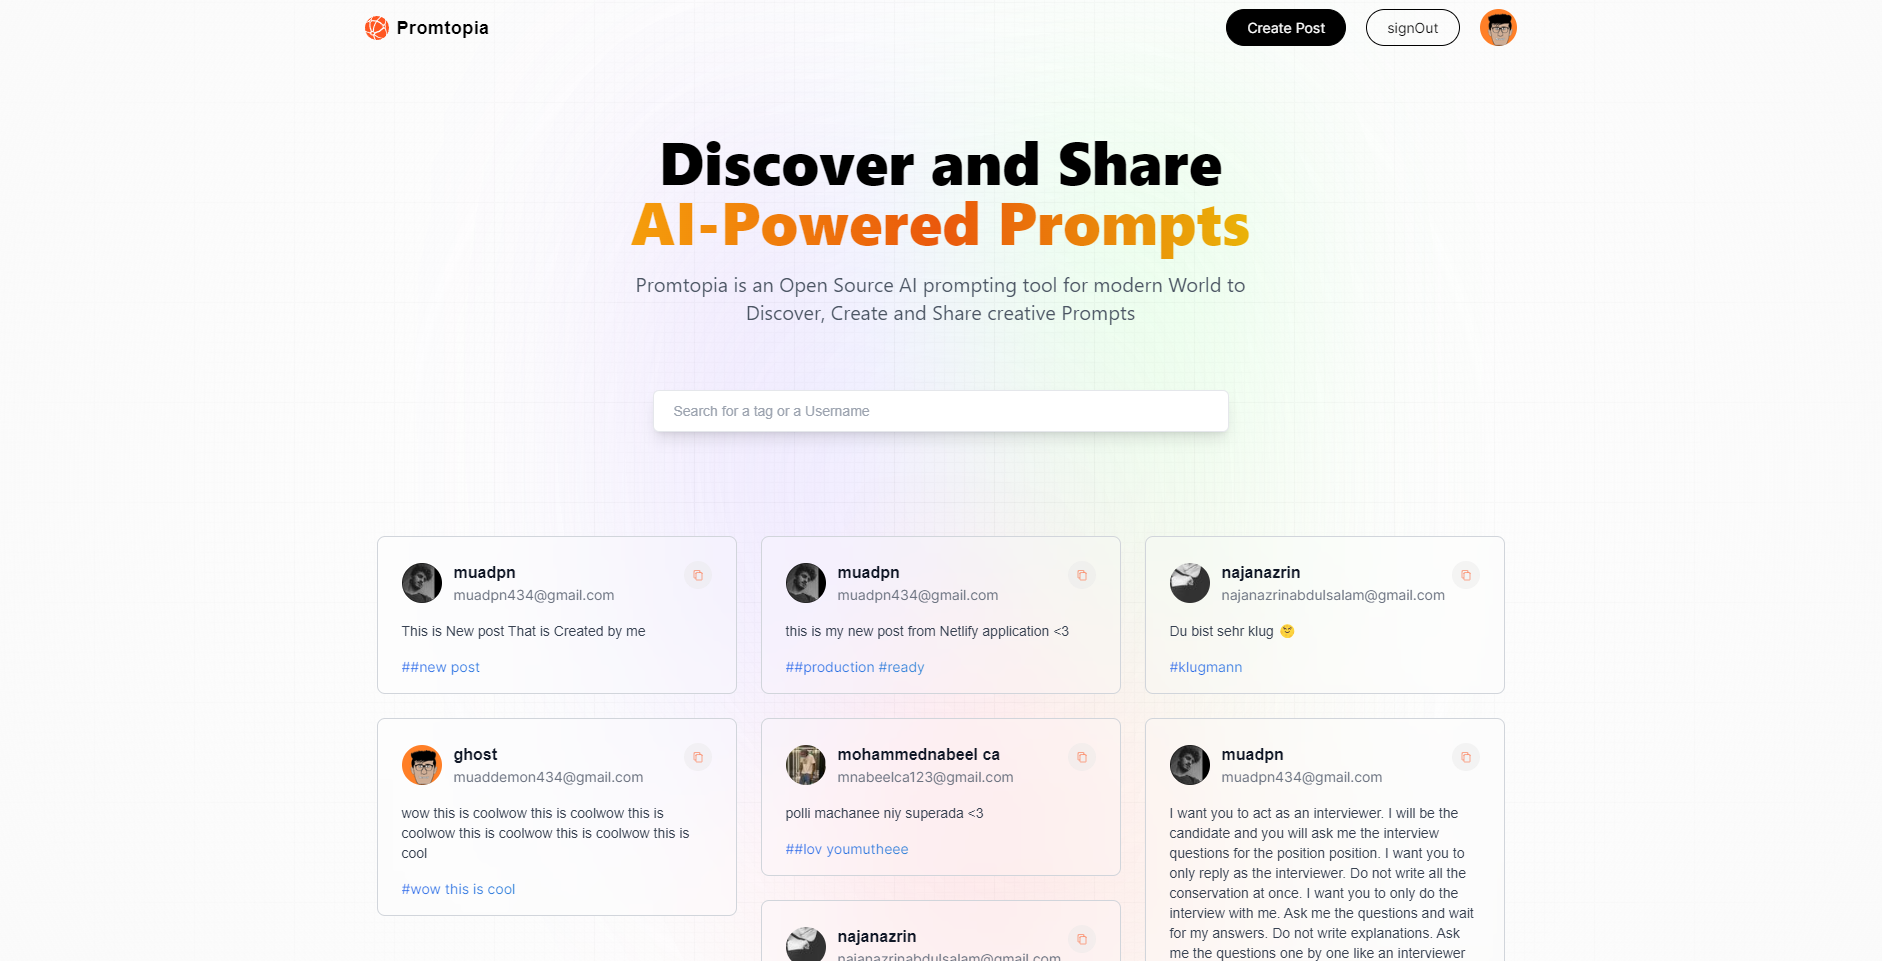 Promtopia
Create Post
signOut
Discover and Share
AI-Powered Prompts
Promtopia is an Open Source AI prompting tool for modern World to
Discover, Create and Share creative Prompts
Search for a tag or a Username
muadpn
muadpn434@gmail.com
This is New post That is Created by me
##new post
muadpn
muadpn434@gmail.com
this is my new post from Netlify application <3
##production #ready
najanazrin
najanazrinabdulsalam@gmail.com
Du bist sehr klug 🤗
#klugmann
ghost
muaddemon434@gmail.com
wow this is coolwow this is coolwow this is
coolwow this is coolwow this is coolwow this is
cool
#wow this is cool
mohammednabeel ca
mnabeelca123@gmail.com
polli machanee niy superada <3
##lov youmutheee
najanazrin
najanazrinabdulsalam@gmail.com
muadpn
muadpn434@gmail.com
I want you to act as an interviewer. I will be the
candidate and you will ask me the interview
questions for the position position. I want you to
only reply as the interviewer. Do not write all the
conservation at once. I want you to only do the
interview with me. Ask me the questions and wait
for my answers. Do not write explanations. Ask
me the questions one by one like an interviewer